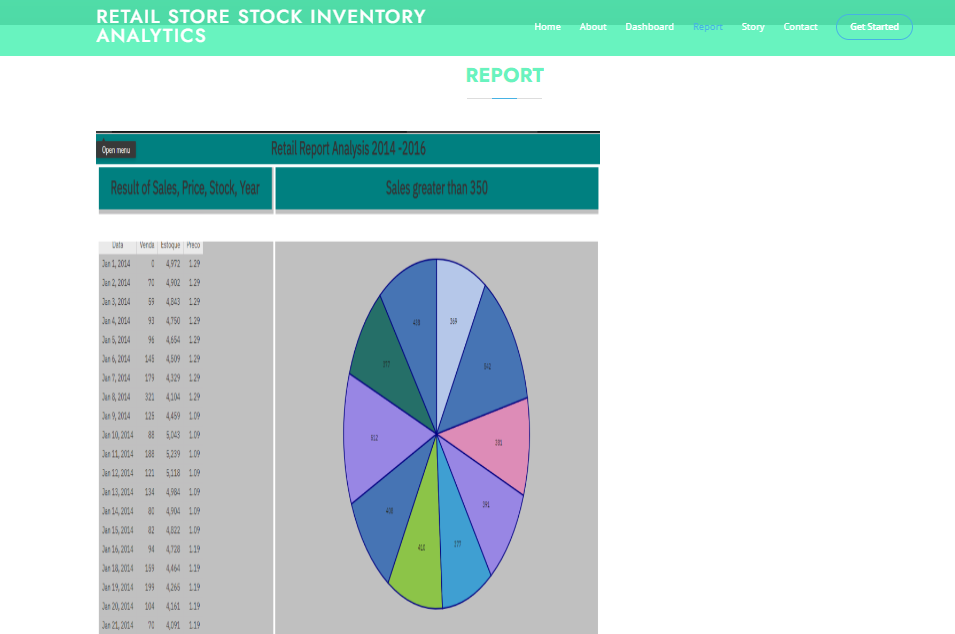 RETAIL STORE STOCK INVENTORY
ANALYTICS
Home About Dashboard Report Story Contact Get Started
REPORT
Retail Report Analysis 2014 -2016
Open menu
Result of Sales, Price, Stock, Year
Sales greater than 350
Data Venda Estoque Preco
Jan 1, 2014 0 4,972 1.29
Jan 2, 2014 70 4,902 1.29
Jan 3, 2014 59 4,843 1.29
Jan 4, 2014 93 4,750 1.29
Jan 5, 2014 96 4,654 1.29
Jan 6, 2014 145 4,509 1.29
Jan 7, 2014 179 4,329 1.29
Jan 8, 2014 321 4,104 1.29
Jan 9, 2014 125 4,459 1.09
Jan 10, 2014 88 5,043 1.09
Jan 11, 2014 188 5,239 1.09
Jan 12, 2014 121 5,118 1.09
Jan 13, 2014 134 4,984 1.09
Jan 14, 2014 80 4,904 1.09
Jan 15, 2014 82 4,822 1.09
Jan 16, 2014 94 4,728 1.19
Jan 18, 2014 159 4,464 1.19
Jan 19, 2014 199 4,265 1.19
Jan 20, 2014 104 4,161 1.19
Jan 21, 2014 70 4,091 1.19
369
391
377
410